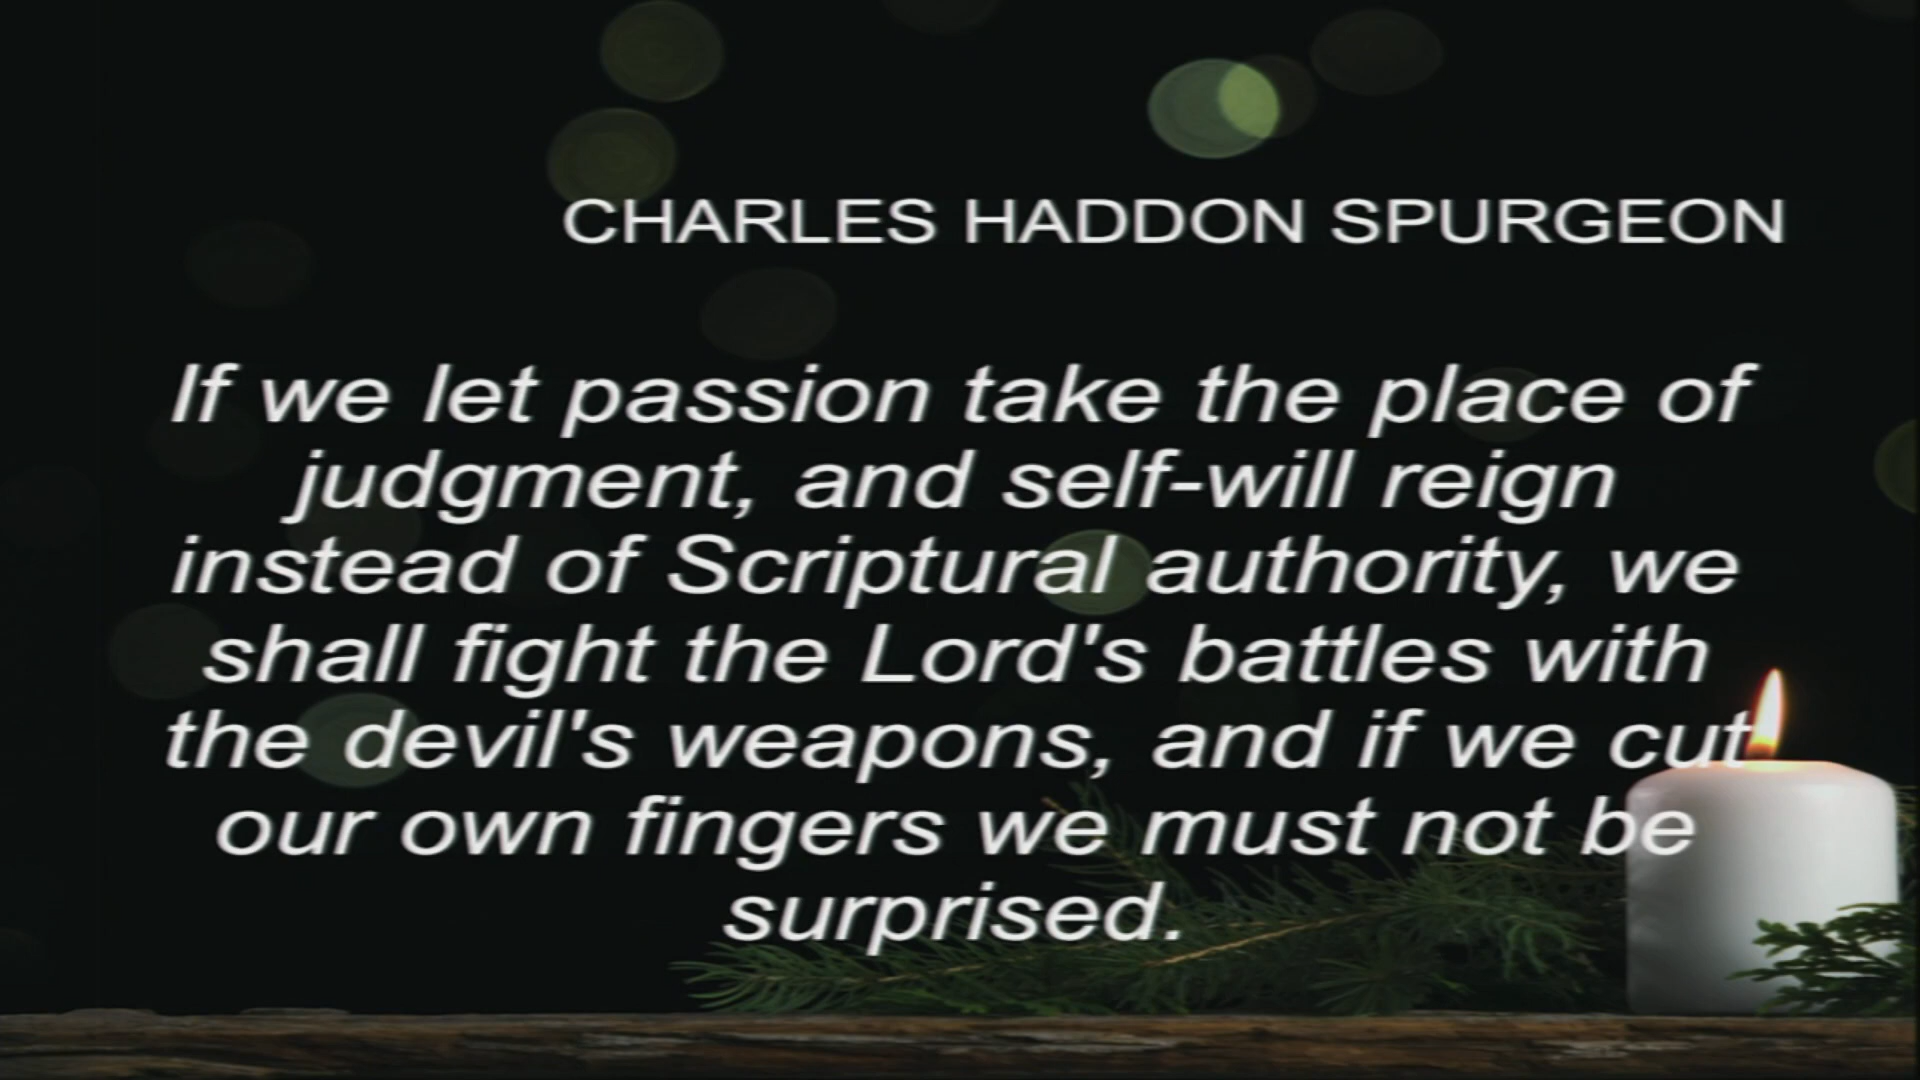 CHARLES HADDON SPURGEON
If we let passion take the place of
judgment, and self-will reign
instead of Scriptural authority, we
shall fight the Lord's battles with
the devil's weapons, and if we cut
our own fingers we must not be
surprised.